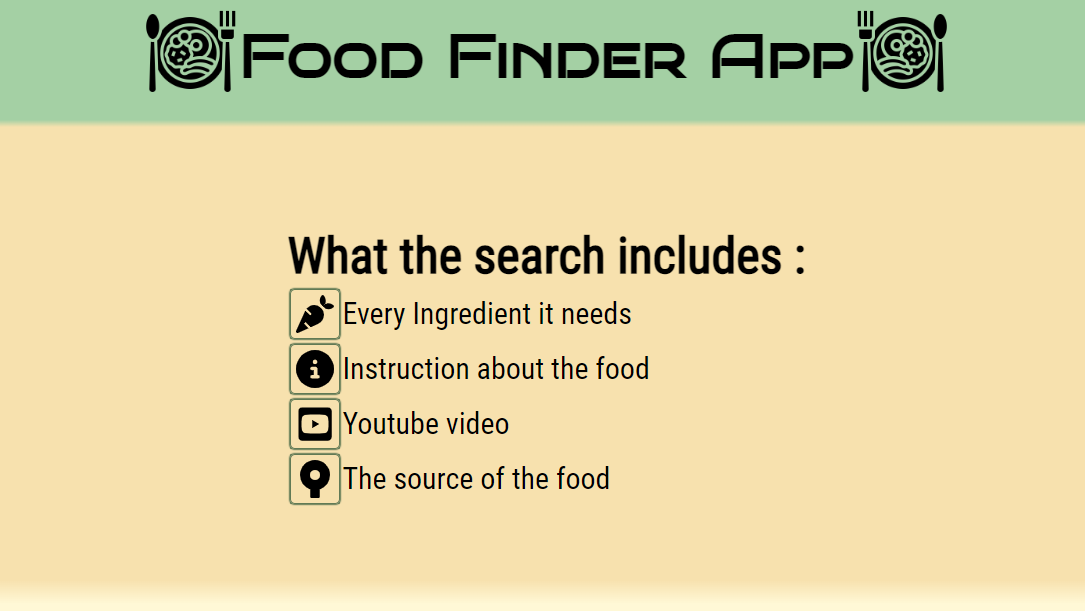 Food Finder App
What the search includes :
Every Ingredient it needs
Instruction about the food
Youtube video
The source of the food